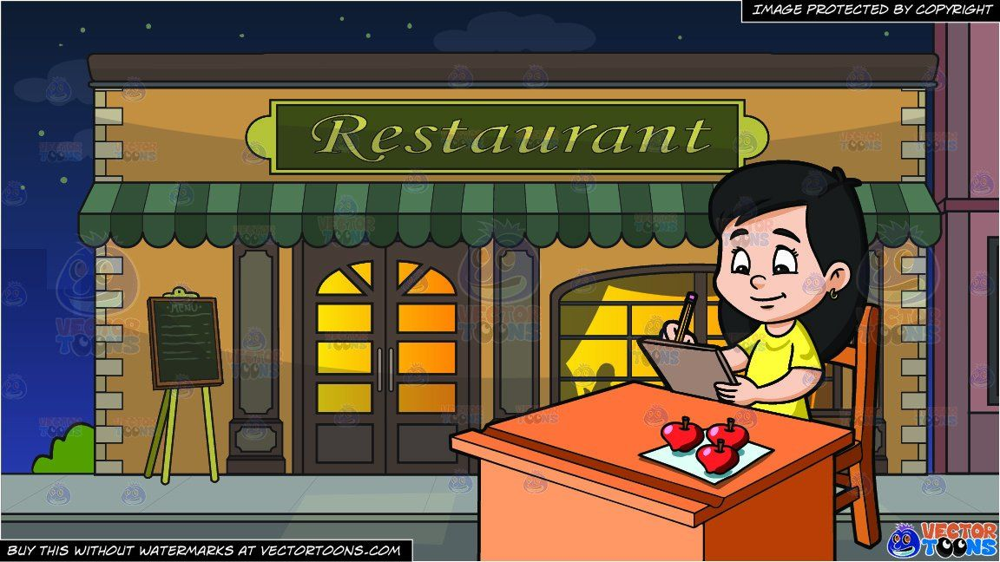 IMAGE PROTECTED BY COPYRIGHT
Restaurant
MENU
BUY THIS WITHOUT WATERMARKS AT VECTORTOONS.COM
VECTOR
TOONS